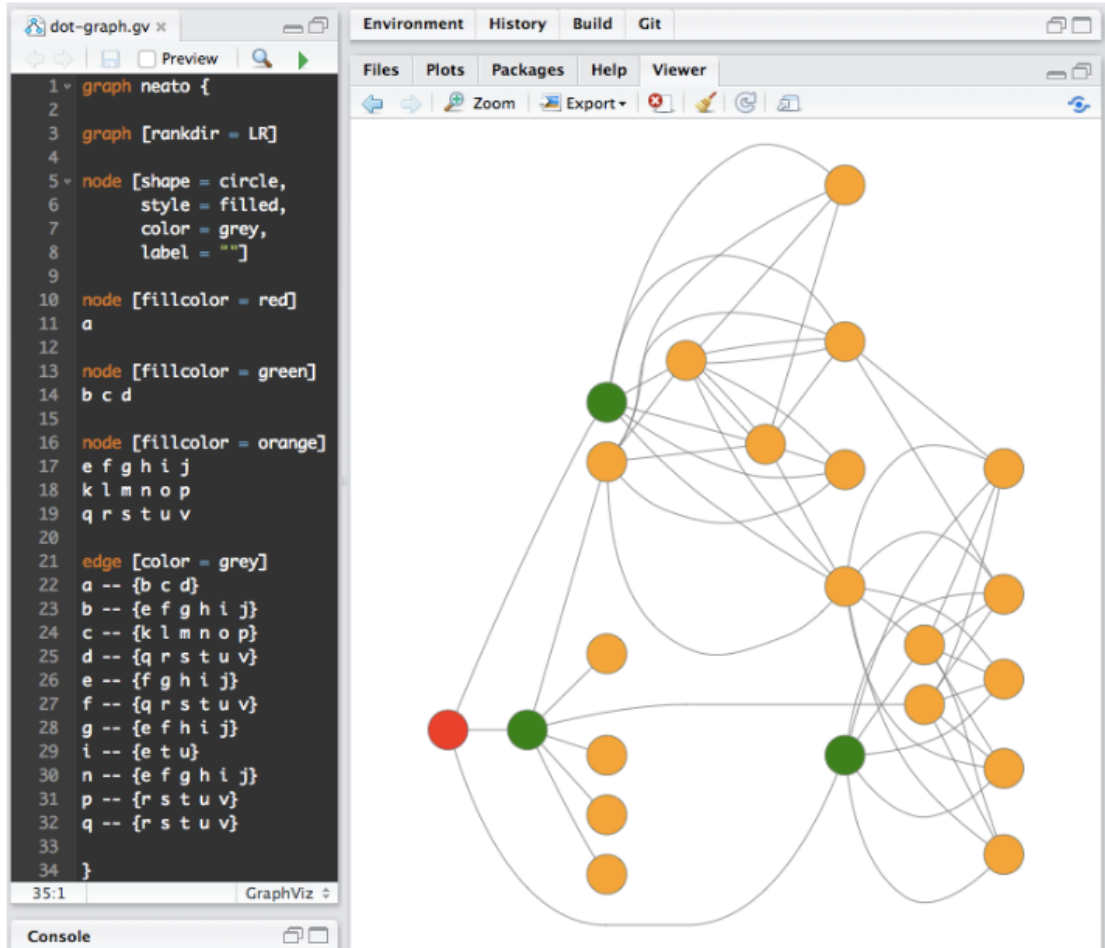 dot-graph.gv
Preview
1 graph neato {
2
3 graph [rankdir = LR]
4
5 node [shape = circle,
6 style = filled,
7 color = grey,
8 label = ""]
9
10 node [fillcolor = red]
11 a
12
13 node [fillcolor = green]
14 b c d
15
16 node [fillcolor = orange]
17 e f g h i j
18 k l m n o p
19 q r s t u v
20
21 edge [color = grey]
22 a -- {b c d}
23 b -- {e f g h i j}
24 c -- {k l m n o p}
25 d -- {q r s t u v}
26 e -- {f g h i j}
27 f -- {q r s t u v}
28 g -- {e f h i j}
29 i -- {e t u}
30 n -- {e f g h i j}
31 p -- {r s t u v}
32 q -- {r s t u v}
33
34 }
35:1 GraphViz
Console
Environment History Build Git
Files Plots Packages Help Viewer
Zoom Export